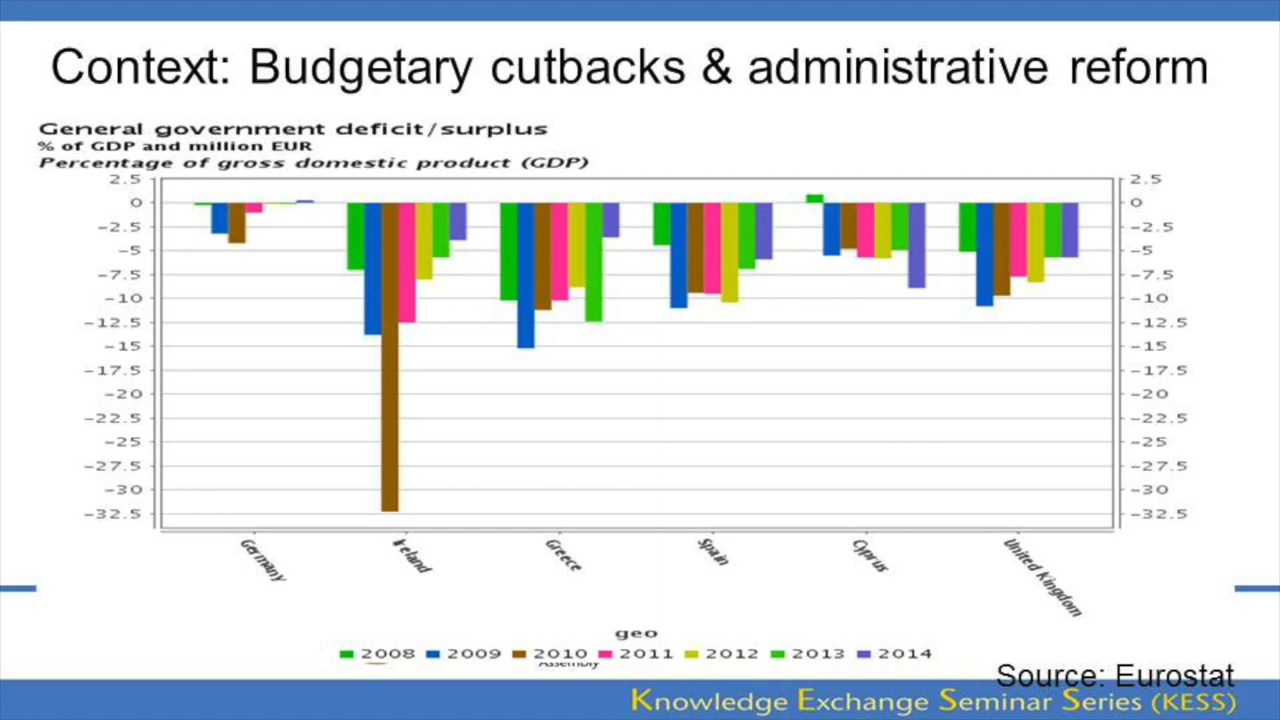 Context: Budgetary cutbacks & administrative reform
General government deficit/surplus
% of GDP and million EUR
Percentage of gross domestic product (GDP)
2.5 2.5
0 0
−2.5 −2.5
−5 −5
−7.5 −7.5
−10 −10
−12.5 −12.5
−15 −15
−17.5 −17.5
−20 −20
−22.5 −22.5
−25 −25
−27.5 −27.5
−30 −30
−32.5 −32.5
Germany Ireland Greece Spain Cyprus United Kingdom
geo
2008 2009 2010 2011 2012 2013 2014
Assembly
Source: Eurostat
Knowledge Exchange Seminar Series (KESS)